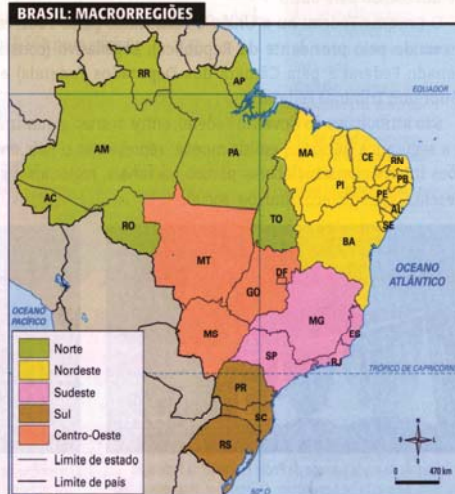 BRASIL: MACRORREGIÕES
RR
AP
EQUADOR
AM
PA
MA
CE
RN
PB
PI
PE
AL
SE
AC
RO
TO
BA
MT
DF
GO
OCEANO
ATLÂNTICO
OCEANO
PACÍFICO
MG
MS
ES
SP
RJ
TRÓPICO DE CAPRICÓRNIO
PR
SC
RS
Norte
Nordeste
Sudeste
Sul
Centro-Oeste
Limite de estado
Limite de país
0 470 km
50° O